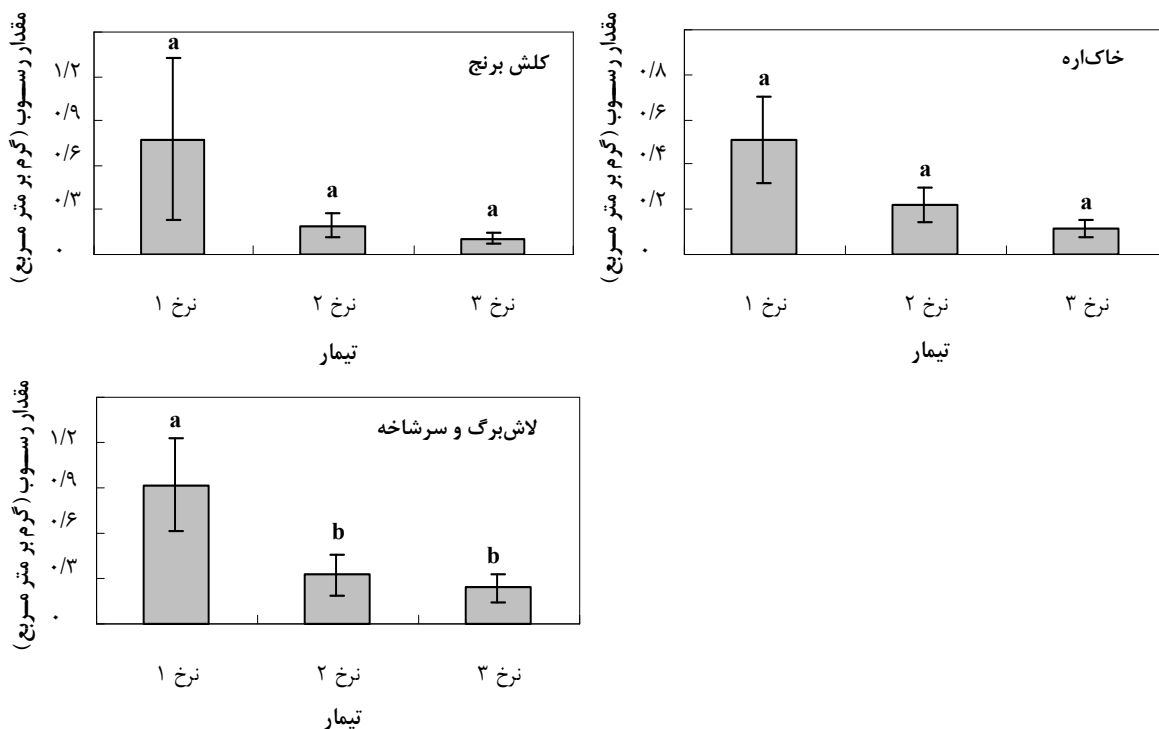 کلش برنج
مقدار رسوب (گرم بر متر مربع)
۱/۲
۰/۹
۰/۶
۰/۳
۰
a
a
a
نرخ ۱
نرخ ۲
نرخ ۳
تیمار
خاک‌اره
مقدار رسوب (گرم بر متر مربع)
۰/۸
۰/۶
۰/۴
۰/۲
۰
a
a
a
نرخ ۱
نرخ ۲
نرخ ۳
تیمار
لاش‌برگ و سرشاخه
مقدار رسوب (گرم بر متر مربع)
۱/۲
۰/۹
۰/۶
۰/۳
۰
a
b
b
نرخ ۱
نرخ ۲
نرخ ۳
تیمار